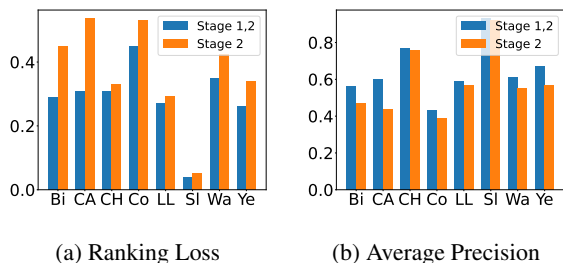 Stage 1,2
Stage 2
0.4
0.2
0.0
Bi CA CH Co LL Sl Wa Ye
(a) Ranking Loss
Stage 1,2
Stage 2
0.8
0.6
0.4
0.2
0.0
Bi CA CH Co LL Sl Wa Ye
(b) Average Precision